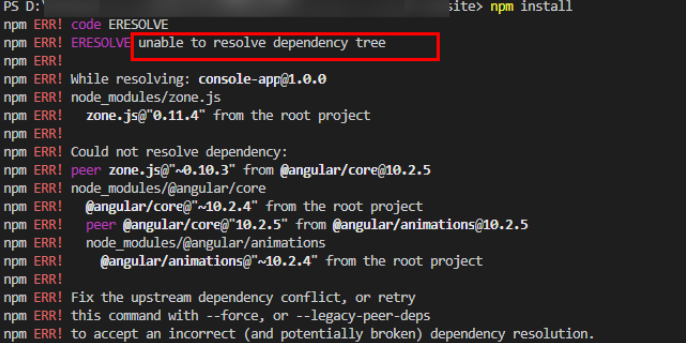 PS D:\ site> npm install
npm ERR! code ERESOLVE
npm ERR! ERESOLVE unable to resolve dependency tree
npm ERR!
npm ERR! While resolving: console-app@1.0.0
npm ERR! node_modules/zone.js
npm ERR!   zone.js@"0.11.4" from the root project
npm ERR!
npm ERR! Could not resolve dependency:
npm ERR! peer zone.js@"~0.10.3" from @angular/core@10.2.5
npm ERR! node_modules/@angular/core
npm ERR!   @angular/core@"~10.2.4" from the root project
npm ERR!   peer @angular/core@"10.2.5" from @angular/animations@10.2.5
npm ERR!   node_modules/@angular/animations
npm ERR!     @angular/animations@"~10.2.4" from the root project
npm ERR!
npm ERR! Fix the upstream dependency conflict, or retry
npm ERR! this command with --force, or --legacy-peer-deps
npm ERR! to accept an incorrect (and potentially broken) dependency resolution.